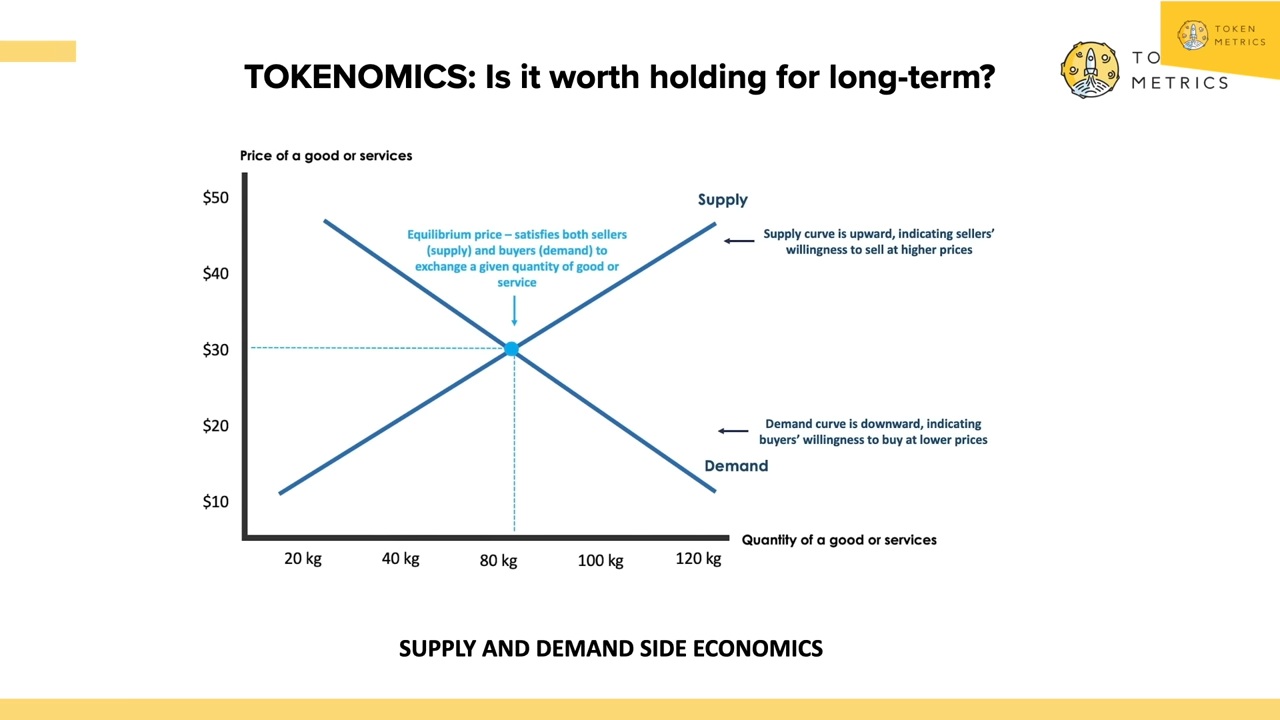 TOKENOMICS: Is it worth holding for long-term?
TO
METRICS
TOKEN
METRICS
Price of a good or services
$50
$40
$30
$20
$10
Supply
Equilibrium price – satisfies both sellers
(supply) and buyers (demand) to
exchange a given quantity of good or
service
Supply curve is upward, indicating sellers’
willingness to sell at higher prices
Demand curve is downward, indicating
buyers’ willingness to buy at lower prices
Demand
Quantity of a good or services
20 kg
40 kg
80 kg
100 kg
120 kg
SUPPLY AND DEMAND SIDE ECONOMICS